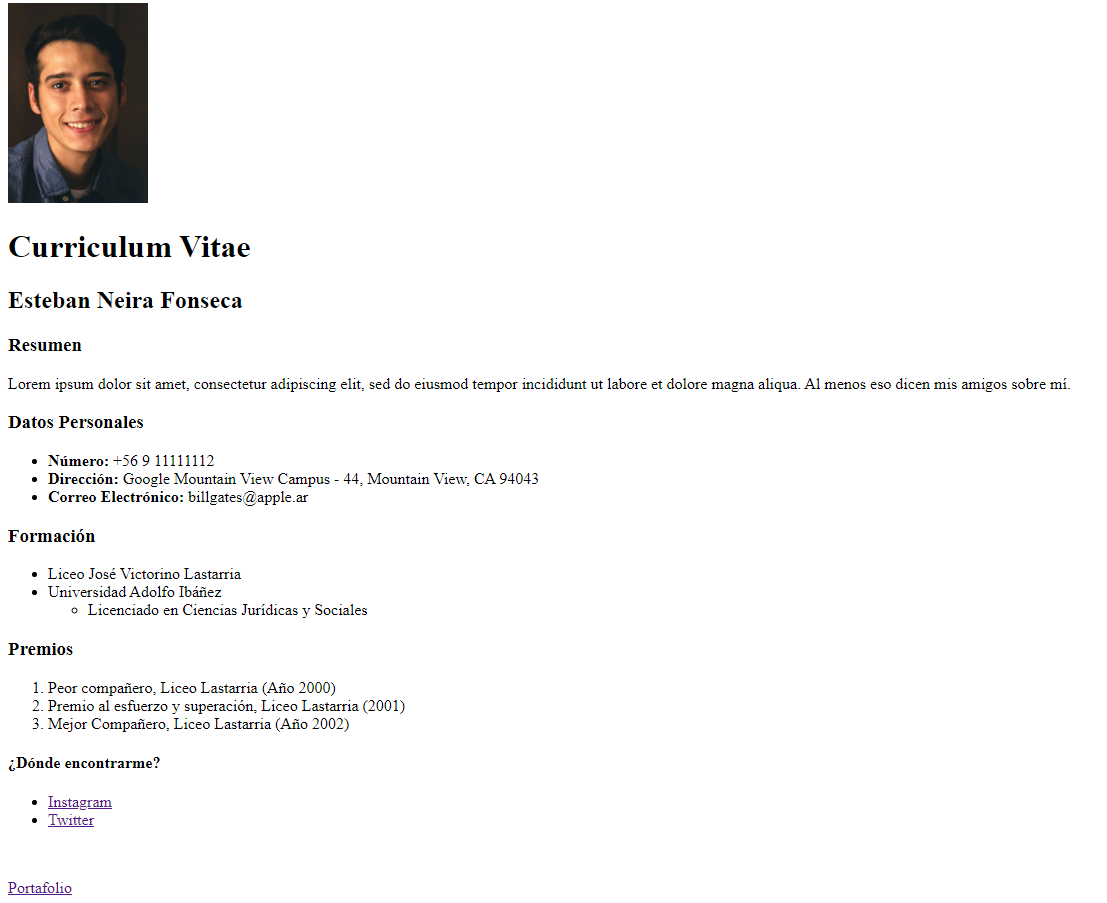 Curriculum Vitae
Esteban Neira Fonseca
Resumen
Lorem ipsum dolor sit amet, consectetur adipiscing elit, sed do eiusmod tempor incididunt ut labore et dolore magna aliqua. Al menos eso dicen mis amigos sobre mí.
Datos Personales
Número: +56 9 11111112
Dirección: Google Mountain View Campus - 44, Mountain View, CA 94043
Correo Electrónico: billgates@apple.ar
Formación
Liceo José Victorino Lastarria
Universidad Adolfo Ibáñez
Licenciado en Ciencias Jurídicas y Sociales
Premios
1. Peor compañero, Liceo Lastarria (Año 2000)
2. Premio al esfuerzo y superación, Liceo Lastarria (2001)
3. Mejor Compañero, Liceo Lastarria (Año 2002)
¿Dónde encontrarme?
Instagram
Twitter
Portafolio